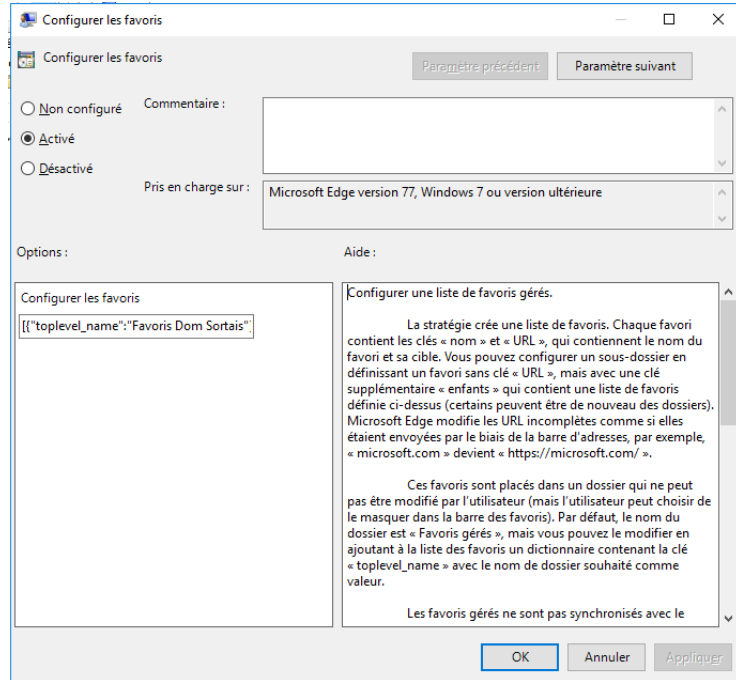 Configurer les favoris
Configurer les favoris
Paramètre précédent
Paramètre suivant
Non configuré
Commentaire :
Activé
Désactivé
Pris en charge sur :
Microsoft Edge version 77, Windows 7 ou version ultérieure
Options :
Aide :
Configurer les favoris
[{"toplevel_name":"Favoris Dom Sortais"
Configurer une liste de favoris gérés.
La stratégie crée une liste de favoris. Chaque favori
contient les clés « nom » et « URL », qui contiennent le nom du
favori et sa cible. Vous pouvez configurer un sous-dossier en
définissant un favori sans clé « URL », mais avec une clé
supplémentaire « enfants » qui contient une liste de favoris
définie ci-dessus (certains peuvent être de nouveau des dossiers).
Microsoft Edge modifie les URL incomplètes comme si elles
étaient envoyées par le biais de la barre d'adresses, par exemple,
« microsoft.com » devient « https://microsoft.com/ ».
Ces favoris sont placés dans un dossier qui ne peut
pas être modifié par l'utilisateur (mais l'utilisateur peut choisir de
le masquer dans la barre des favoris). Par défaut, le nom du
dossier est « Favoris gérés », mais vous pouvez le modifier en
ajoutant à la liste des favoris un dictionnaire contenant la clé
« toplevel_name » avec le nom de dossier souhaité comme
valeur.
Les favoris gérés ne sont pas synchronisés avec le
OK
Annuler
Appliquer